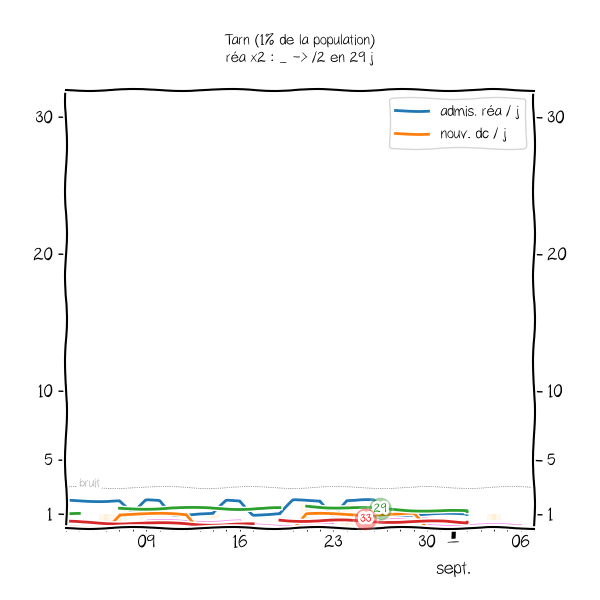 Tarn (1% de la population)
réa x2 : _ -> /2 en 29 j
admis. réa / j
nouv. dc / j
30
30
20
20
10
10
5
5
bruit
29
33
1
1
09
16
23
30
06
sept.